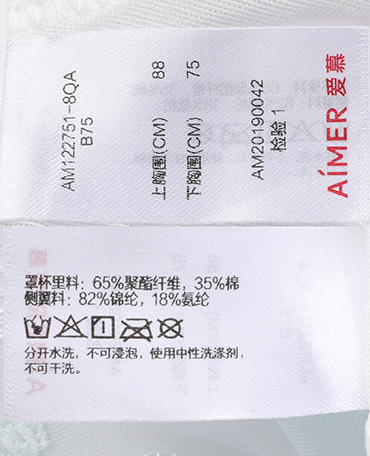 AM122751-8QA
B75
上胸围(CM) 88
下胸围(CM) 75
AM20190042
检验 1
AiMER 爱慕
罩杯里料：65%聚酯纤维，35%棉
侧翼料：82%锦纶，18%氨纶
分开水洗，不可浸泡，使用中性洗涤剂，
不可干洗。